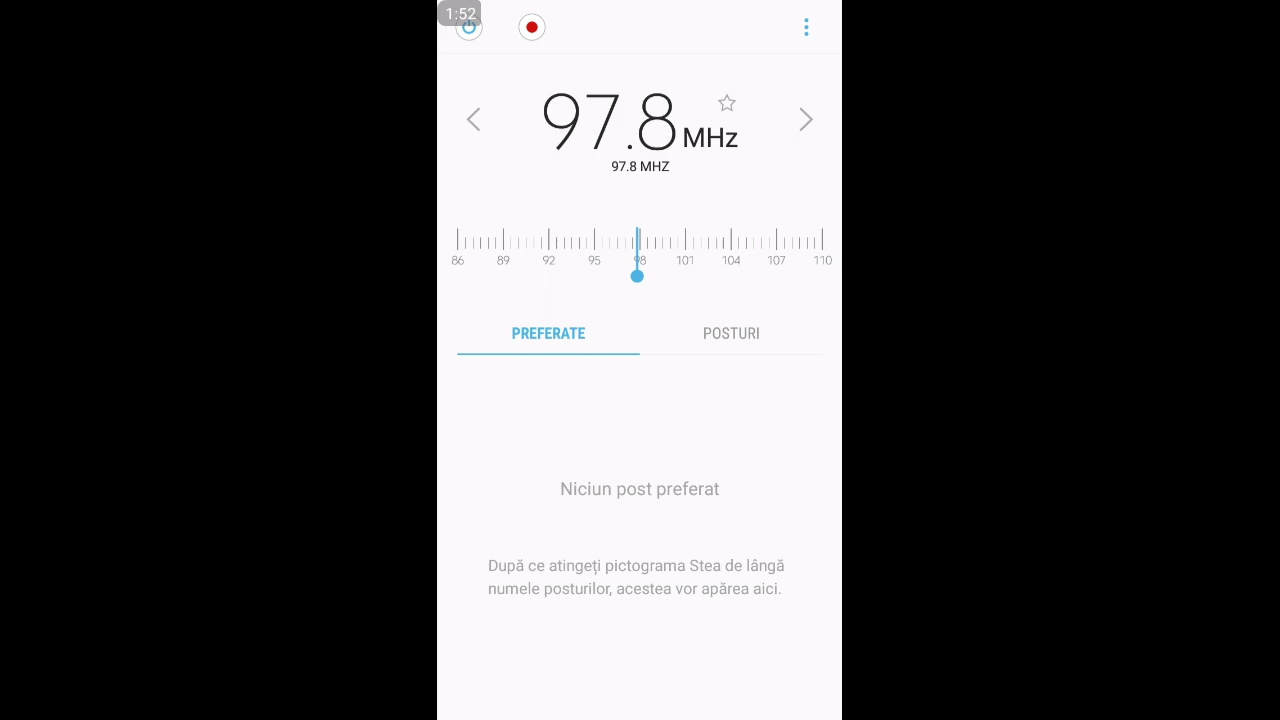 1:52
97.8 MHz
97.8 MHZ
86 89 92 95 98 101 104 107 110
PREFERATE POSTURI
Niciun post preferat
După ce atingeți pictograma Stea de lângă
numele posturilor, acestea vor apărea aici.